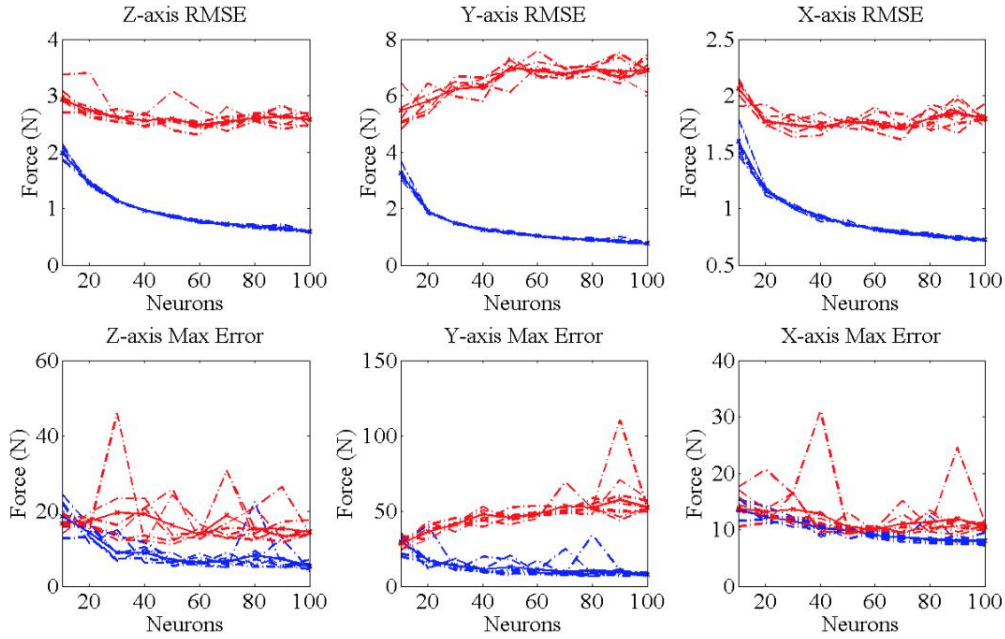 Z-axis RMSE
Y-axis RMSE
X-axis RMSE
4
3
2
1
0
Force (N)
20 40 60 80 100
Neurons
8
6
4
2
0
Force (N)
20 40 60 80 100
Neurons
2.5
2
1.5
1
0.5
Force (N)
20 40 60 80 100
Neurons
Z-axis Max Error
Y-axis Max Error
X-axis Max Error
60
40
20
0
Force (N)
20 40 60 80 100
Neurons
150
100
50
0
Force (N)
20 40 60 80 100
Neurons
40
30
20
10
0
Force (N)
20 40 60 80 100
Neurons